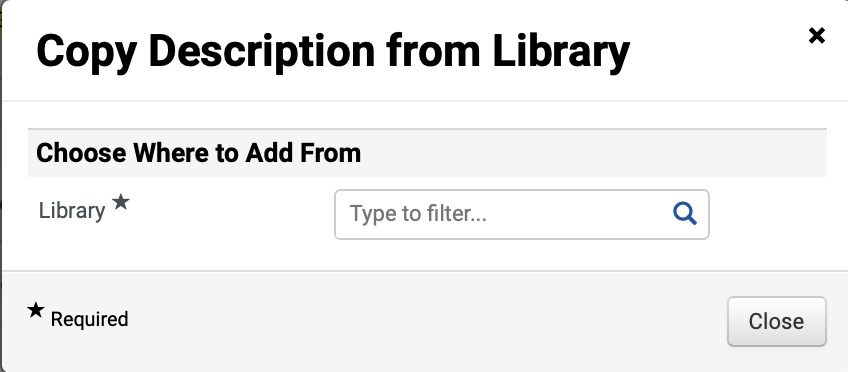 Copy Description from Library
Choose Where to Add From
Library ★
Type to filter...
★ Required
Close